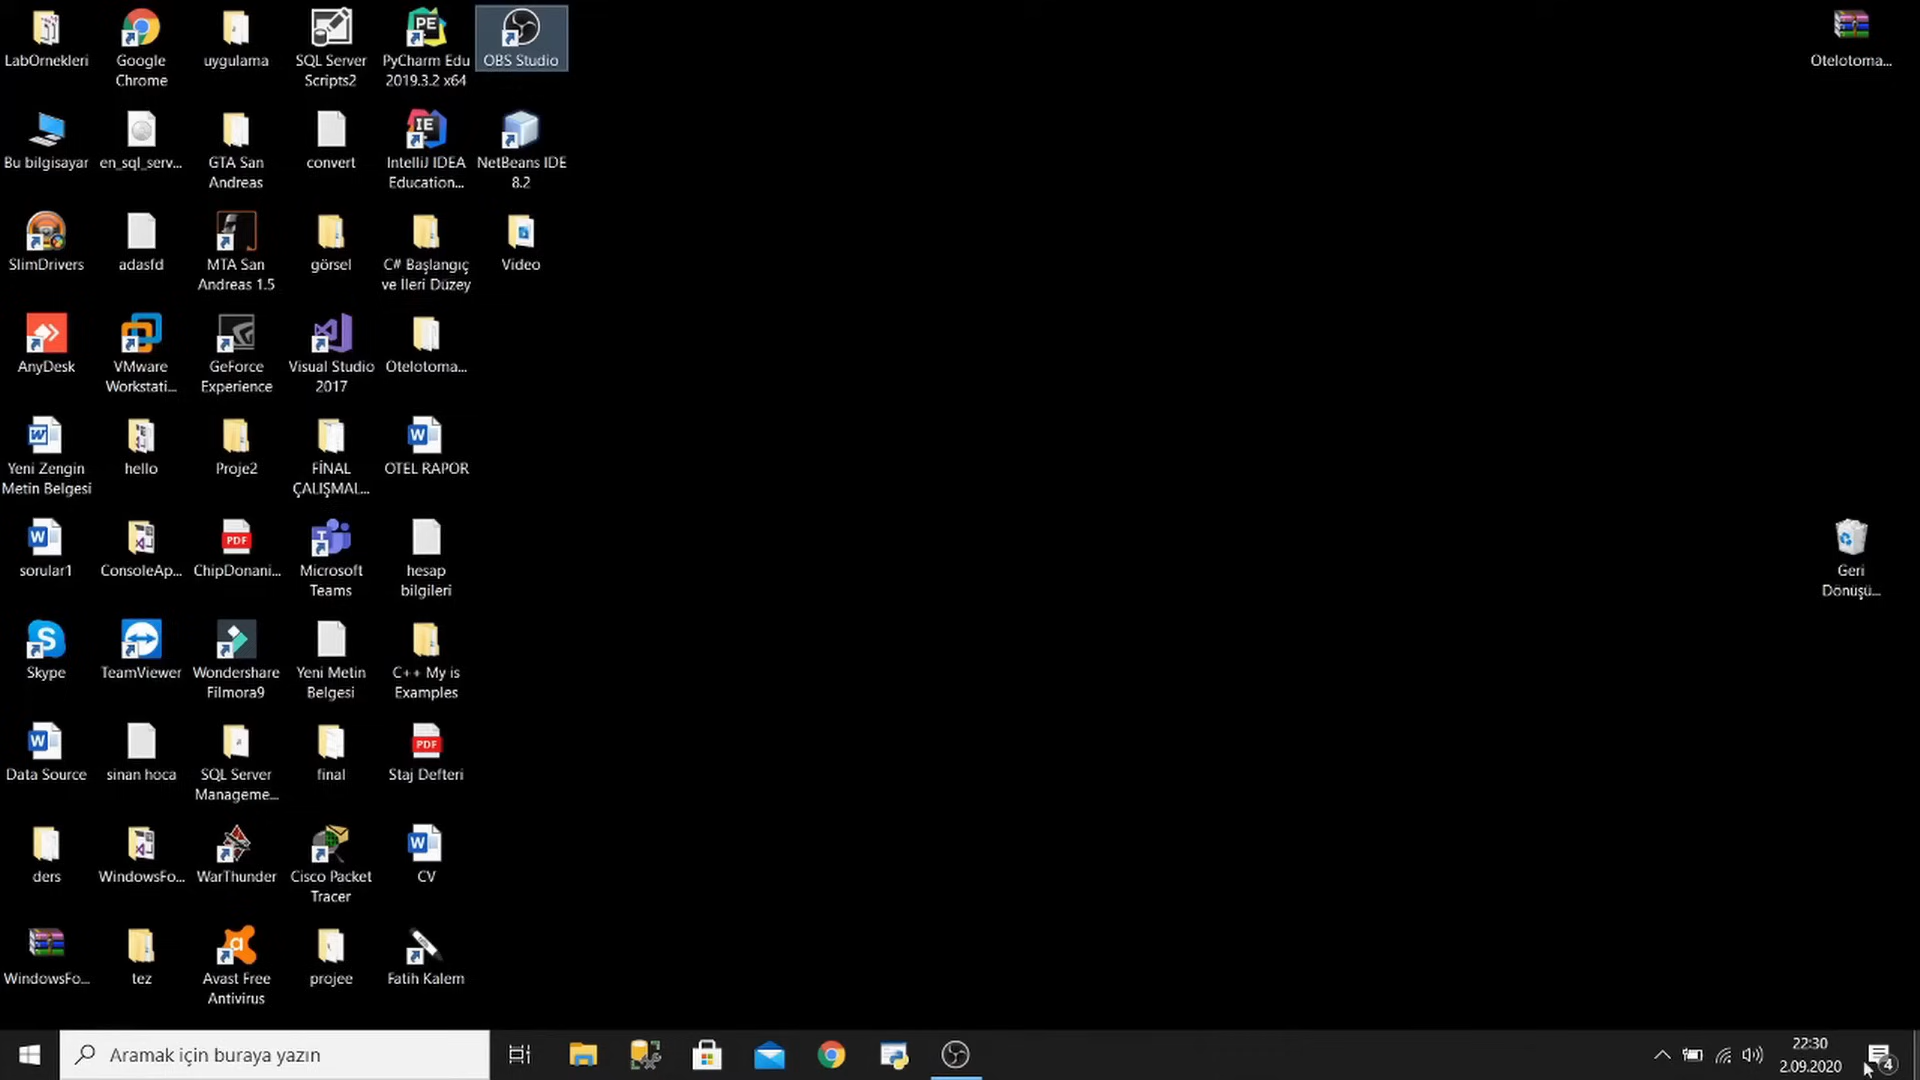 LabOrnekleri
Google
Chrome
uygulama
SQL Server
Scripts2
PyCharm Edu
2019.3.2 x64
OBS Studio
Otelotoma...
Bu bilgisayar
en_sql_serv...
GTA San
Andreas
convert
IntelliJ IDEA
Education...
NetBeans IDE
8.2
SlimDrivers
adasfd
MTA San
Andreas 1.5
görsel
C# Başlangıç
ve İleri Düzey
Video
AnyDesk
VMware
Workstati...
GeForce
Experience
Visual Studio
2017
Otelotoma...
Yeni Zengin
Metin Belgesi
hello
Proje2
FİNAL
ÇALIŞMAL...
OTEL RAPOR
sorular1
ConsoleAp...
PDF
ChipDonani...
Microsoft
Teams
hesap
bilgileri
Geri
Dönüşü...
Skype
TeamViewer
Wondershare
Filmora9
Yeni Metin
Belgesi
C++ My is
Examples
Data Source
sinan hoca
SQL Server
Manageme...
final
PDF
Staj Defteri
ders
WindowsFo...
WarThunder
Cisco Packet
Tracer
CV
WindowsFo...
tez
Avast Free
Antivirus
projee
Fatih Kalem
Aramak için buraya yazın
22:30
2.09.2020
4